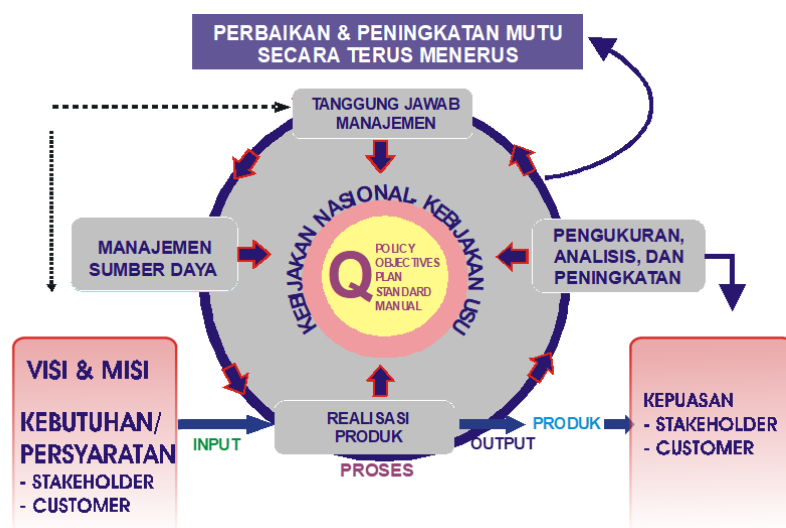 PERBAIKAN & PENINGKATAN MUTU
SECARA TERUS MENERUS
TANGGUNG JAWAB
MANAJEMEN
KEBIJAKAN NASIONAL, KEBIJAKAN USU
MANAJEMEN
SUMBER DAYA
Q
POLICY
OBJECTIVES
PLAN
STANDARD
MANUAL
PENGUKURAN,
ANALISIS, DAN
PENINGKATAN
VISI & MISI
KEBUTUHAN/
PERSYARATAN
- STAKEHOLDER
- CUSTOMER
INPUT
REALISASI
PRODUK
PROSES
OUTPUT
PRODUK
KEPUASAN
- STAKEHOLDER
- CUSTOMER